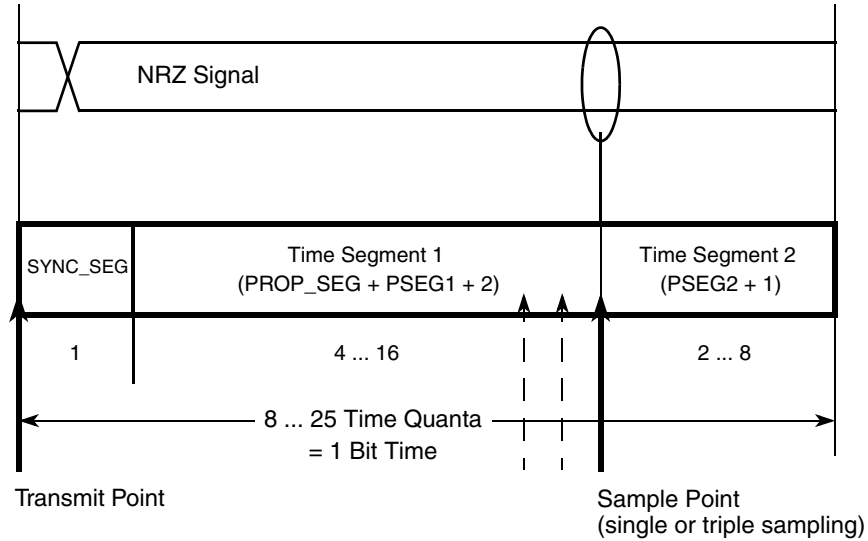 NRZ Signal
SYNC_SEG
Time Segment 1
(PROP_SEG + PSEG1 + 2)
Time Segment 2
(PSEG2 + 1)
1
4 ... 16
2 ... 8
8 ... 25 Time Quanta
= 1 Bit Time
Transmit Point
Sample Point
(single or triple sampling)